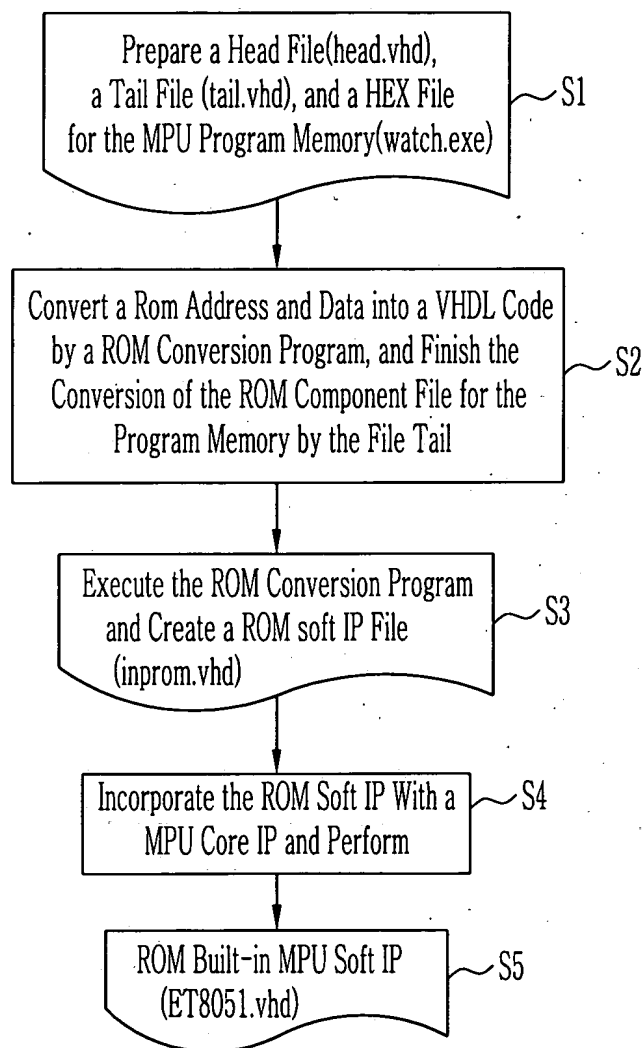 Prepare a Head File(head.vhd),
a Tail File (tail.vhd), and a HEX File
for the MPU Program Memory(watch.exe)
S1
Convert a Rom Address and Data into a VHDL Code
by a ROM Conversion Program, and Finish the
Conversion of the ROM Component File for the
Program Memory by the File Tail
S2
Execute the ROM Conversion Program
and Create a ROM soft IP File
(inprom.vhd)
S3
Incorporate the ROM Soft IP With a
MPU Core IP and Perform
S4
ROM Built-in MPU Soft IP
(ET8051.vhd)
S5